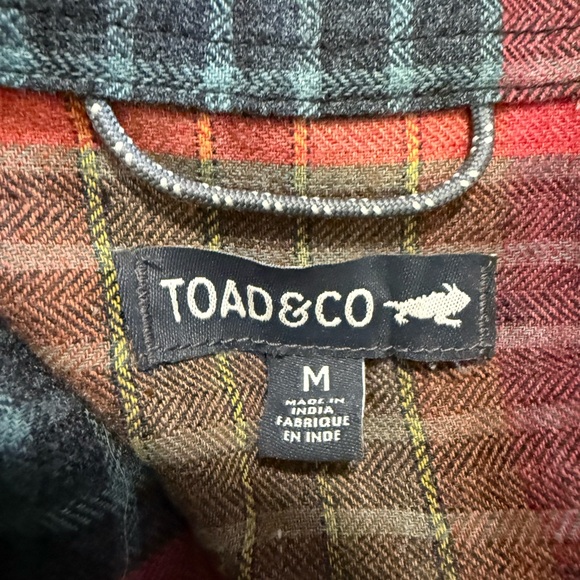 TOAD&CO
M
MADE IN
INDIA
FABRIQUE
EN INDE